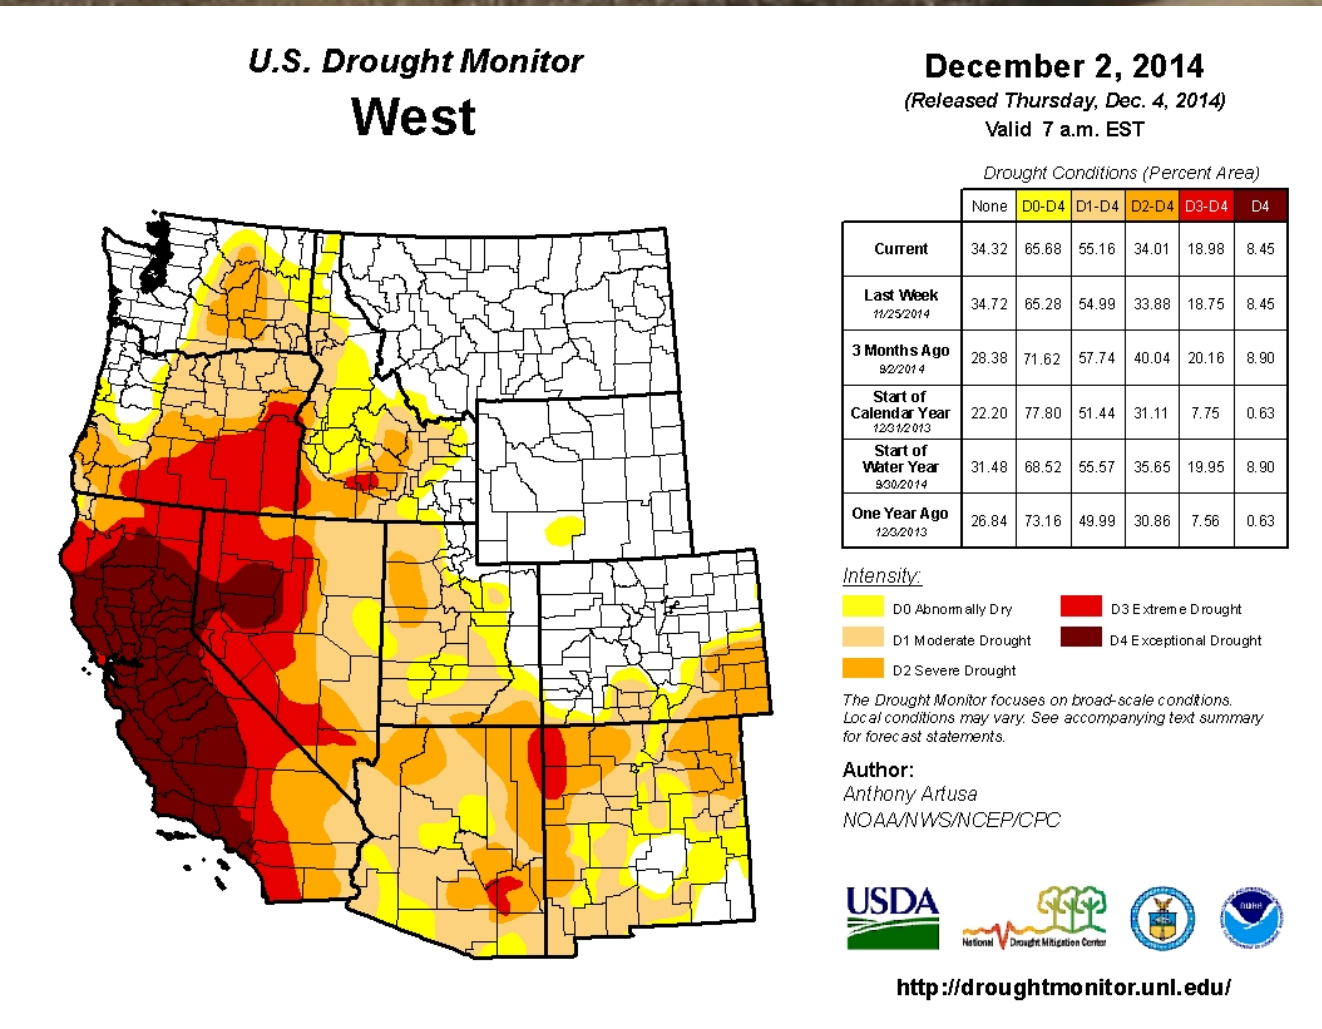 U.S. Drought Monitor
West
December 2, 2014
(Released Thursday, Dec. 4, 2014)
Valid 7 a.m. EST
Drought Conditions (Percent Area)
None D0-D4 D1-D4 D2-D4 D3-D4 D4
Current 34.32 65.68 55.16 34.01 18.98 8.45
Last Week
11/25/2014
34.72 65.28 54.99 33.88 18.75 8.45
3 Months Ago
9/2/2014
28.38 71.62 57.74 40.04 20.16 8.90
Start of
Calendar Year
12/31/2013
22.20 77.80 51.44 31.11 7.75 0.63
Start of
Water Year
9/30/2014
31.48 68.52 55.57 35.65 19.95 8.90
One Year Ago
12/3/2013
26.84 73.16 49.99 30.86 7.56 0.63
Intensity:
D0 Abnormally Dry
D1 Moderate Drought
D2 Severe Drought
D3 Extreme Drought
D4 Exceptional Drought
The Drought Monitor focuses on broad-scale conditions.
Local conditions may vary. See accompanying text summary
for forecast statements.
Author:
Anthony Artusa
NOAA/NWS/NCEP/CPC
USDA
National Drought Mitigation Center
NOAA
http://droughtmonitor.unl.edu/